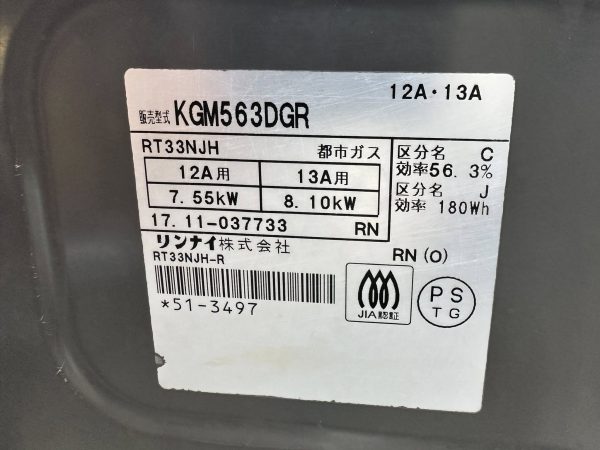 12A・13A
販売型式 KGM563DGR
RT33NJH 都市ガス
12A用 13A用
7.55kW 8.10kW
区分名 C
効率56.3%
区分名 J
効率 180Wh
17.11-037733 RN
リンナイ株式会社
RT33NJH-R
RN (o)
*51-3497
JIA認証
PS
TG